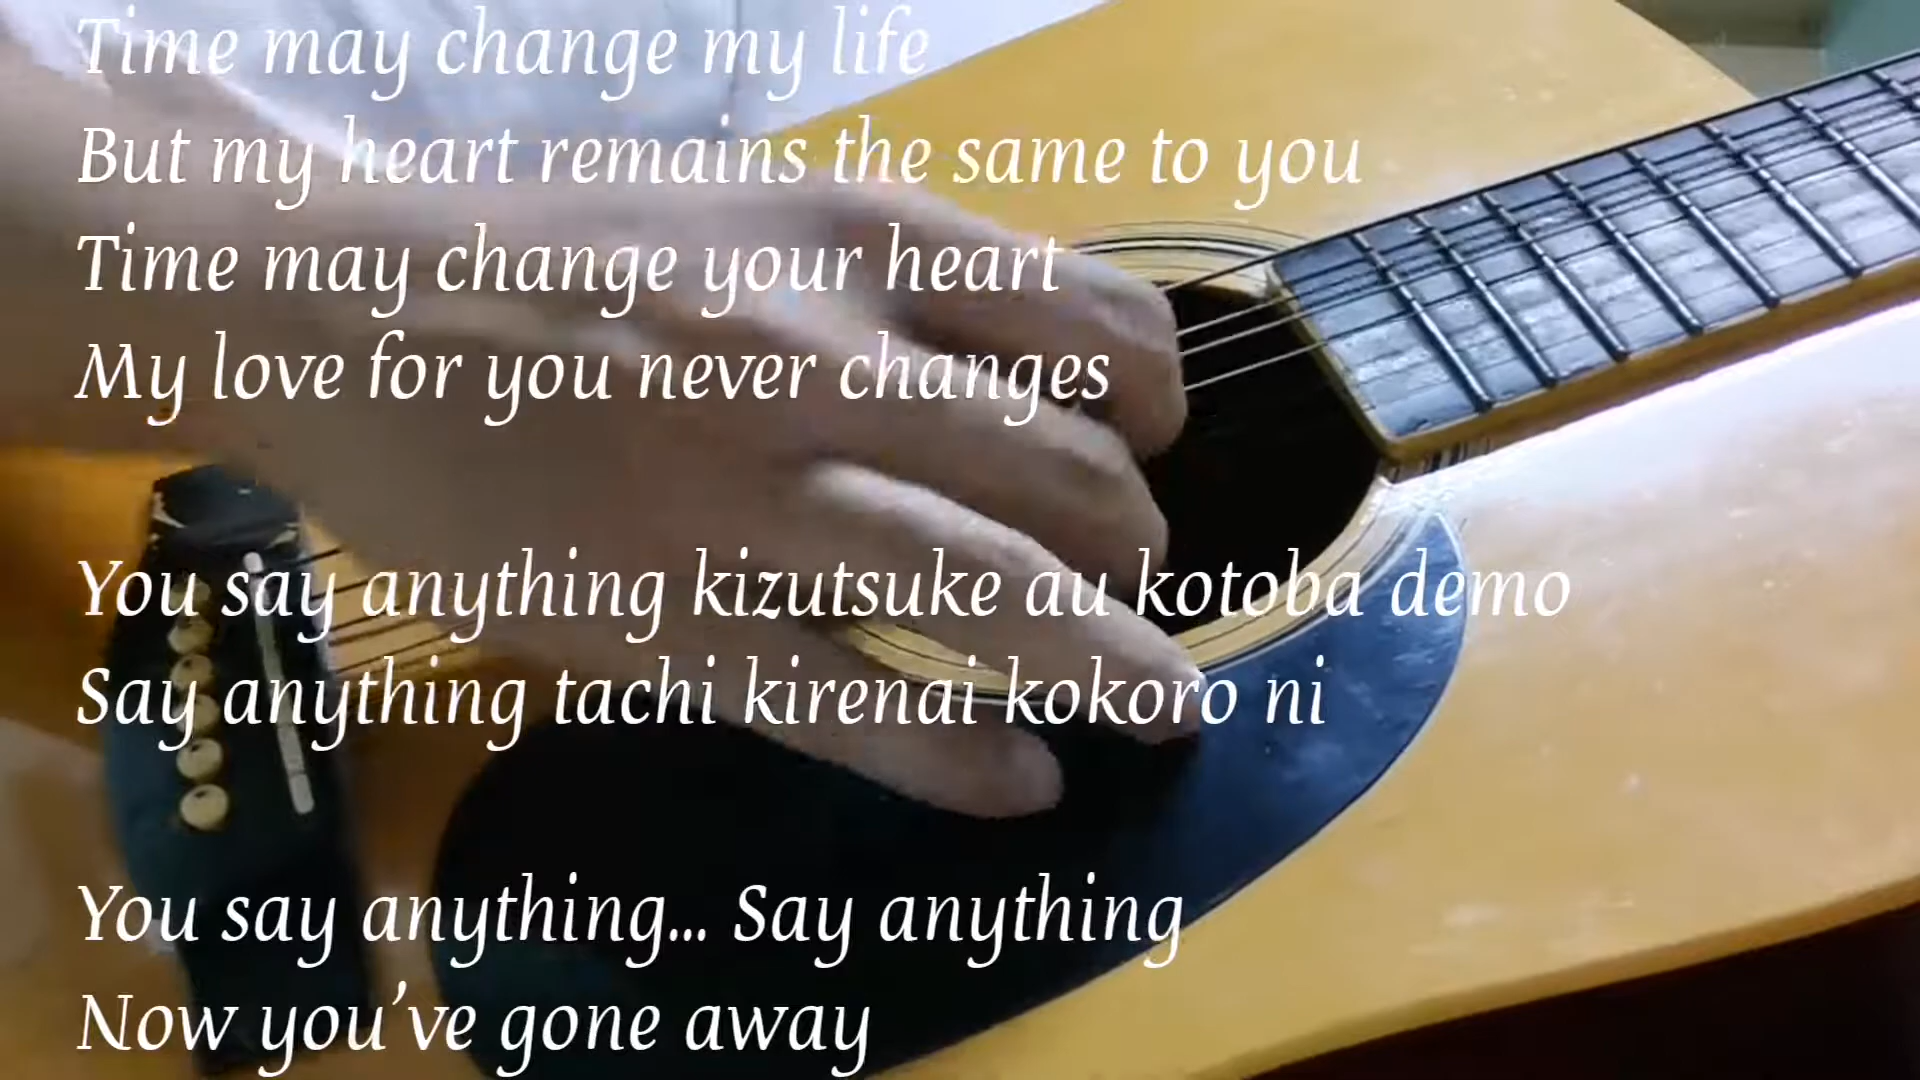 Time may change my life
But my heart remains the same to you
Time may change your heart
My love for you never changes
You say anything kizutsuke au kotoba demo
Say anything tachi kirenai kokoro ni
You say anything... Say anything
Now you’ve gone away